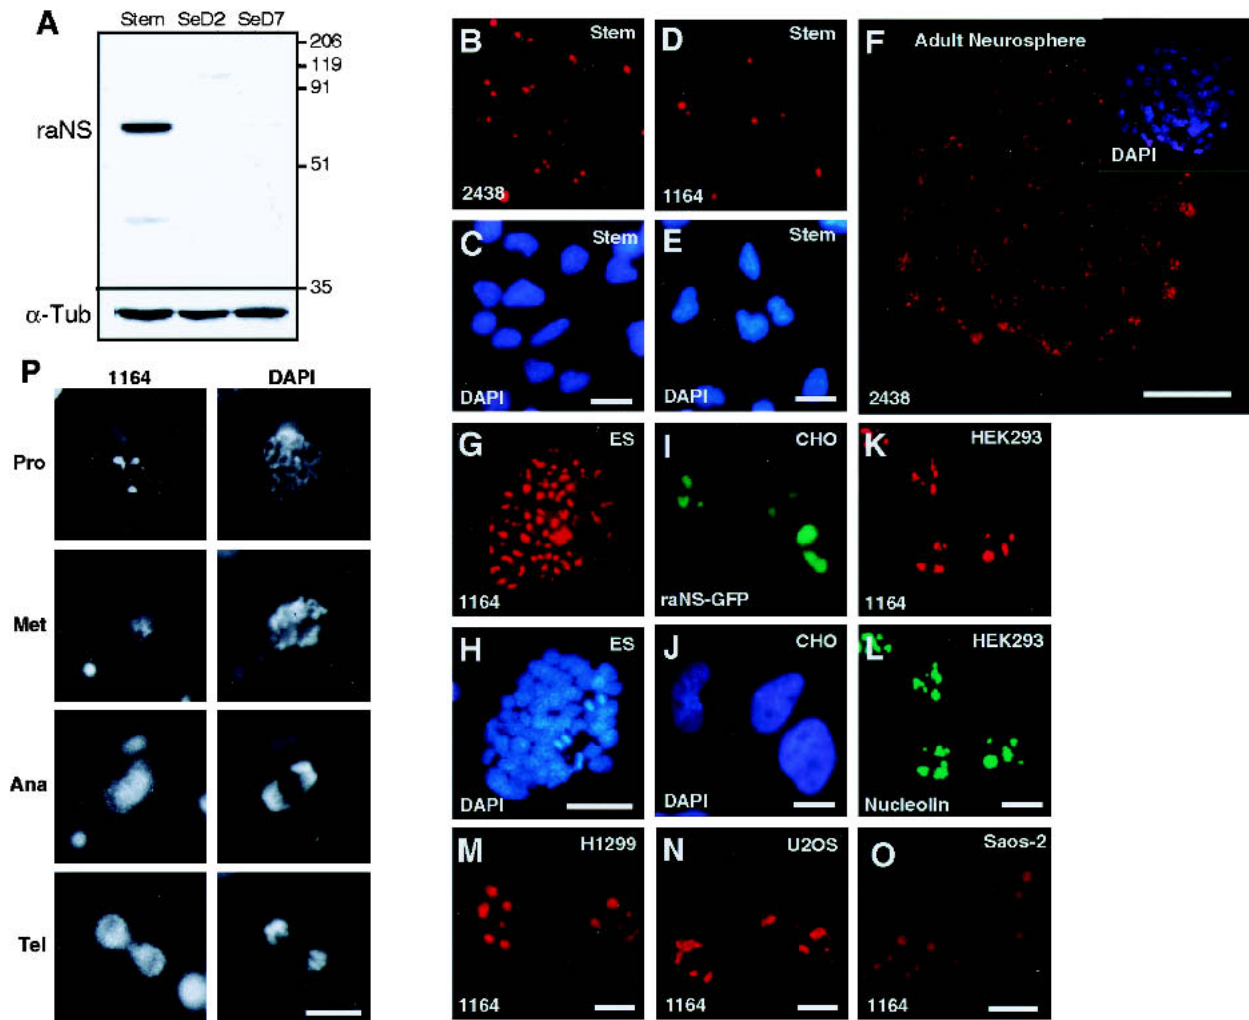 A
Stem SeD2 SeD7
206
119
91
raNS
51
35
α-Tub
B
Stem
2438
D
Stem
1164
F
Adult Neurosphere
DAPI
2438
C
Stem
DAPI
E
Stem
DAPI
G
ES
1164
I
CHO
raNS-GFP
K
HEK293
1164
H
ES
DAPI
J
CHO
DAPI
L
HEK293
Nucleolin
M
H1299
1164
N
U2OS
1164
O
Saos-2
1164
P
1164 DAPI
Pro
Met
Ana
Tel